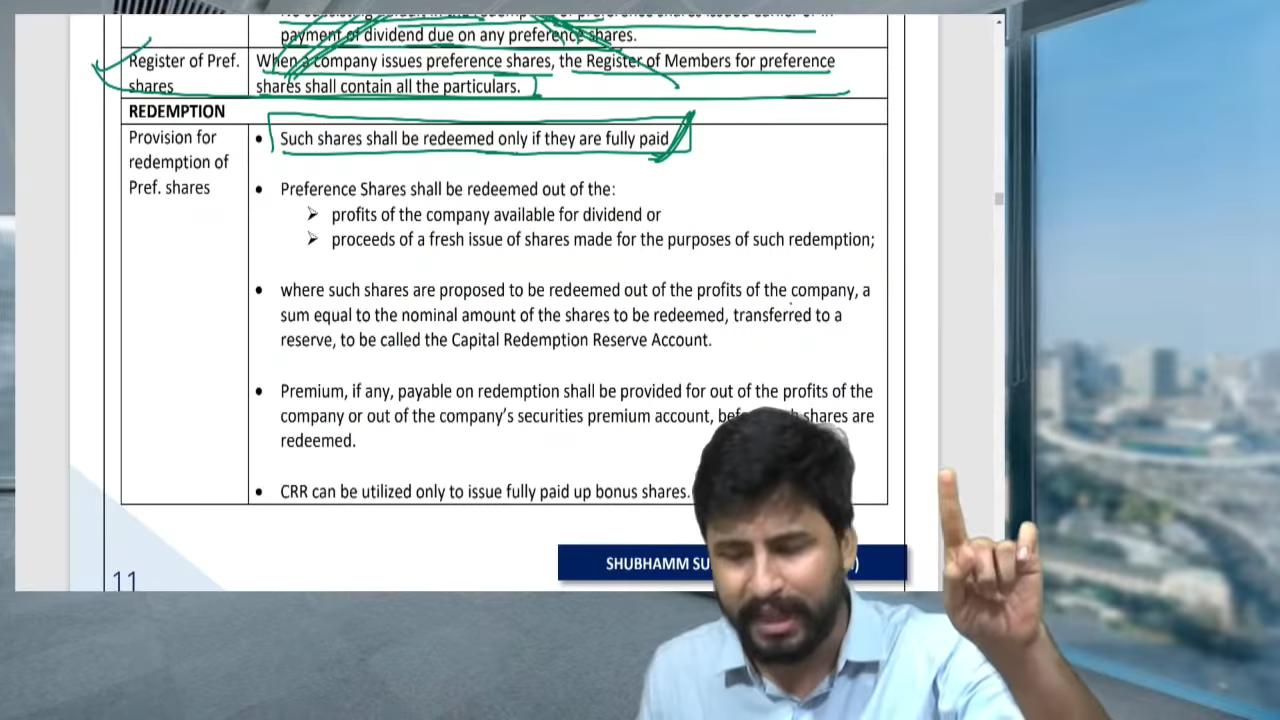 payment of dividend due on any preference shares.
Register of Pref. shares
When a company issues preference shares, the Register of Members for preference
shares shall contain all the particulars.
REDEMPTION
Provision for
redemption of
Pref. shares
• Such shares shall be redeemed only if they are fully paid
• Preference Shares shall be redeemed out of the:
➢ profits of the company available for dividend or
➢ proceeds of a fresh issue of shares made for the purposes of such redemption;
• where such shares are proposed to be redeemed out of the profits of the company, a
sum equal to the nominal amount of the shares to be redeemed, transferred to a
reserve, to be called the Capital Redemption Reserve Account.
• Premium, if any, payable on redemption shall be provided for out of the profits of the
company or out of the company's securities premium account, shares are
redeemed.
• CRR can be utilized only to issue fully paid up bonus shares.
SHUBHAMM
11